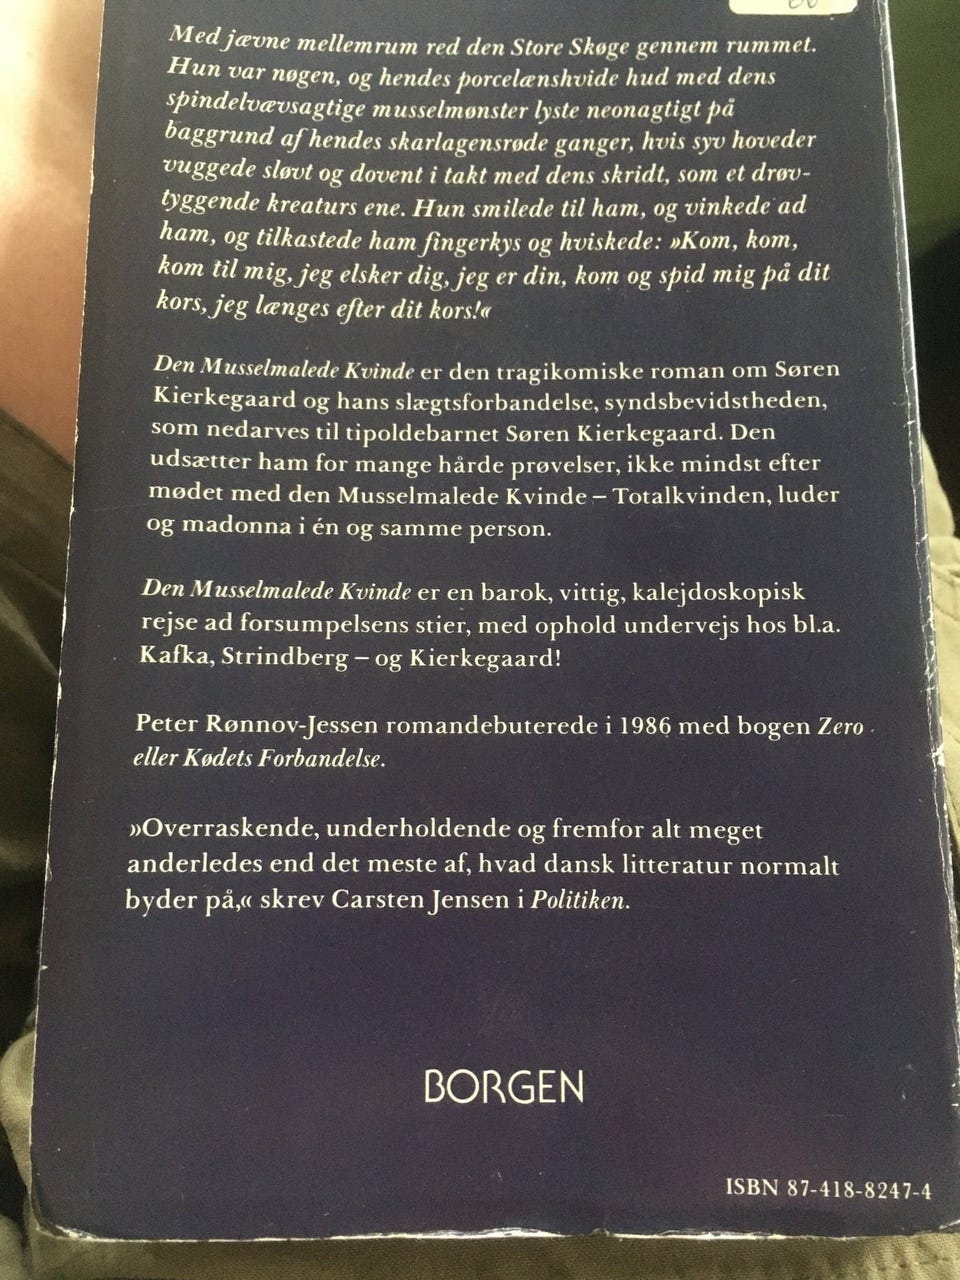 Med jævne mellemrum red den Store Skøge gennem rummet.
Hun var nøgen, og hendes porcelænshvide hud med dens
spindelvævsagtige musselmønster lyste neonagtigt på
baggrund af hendes skarlagensrøde ganger, hvis syv hoveder
vuggede sløvt og dovent i takt med dens skridt, som et drøv-
tyggende kreaturs ene. Hun smilede til ham, og vinkede ad
ham, og tilkastede ham fingerkys og hviskede: »Kom, kom,
kom til mig, jeg elsker dig, jeg er din, kom og spid mig på dit
kors, jeg længes efter dit kors!«
Den Musselmalede Kvinde er den tragikomiske roman om Søren
Kierkegaard og hans slægtsforbandelse, syndsbevidstheden,
som nedarves til tipoldebarnet Søren Kierkegaard. Den
udsætter ham for mange hårde prøvelser, ikke mindst efter
mødet med den Musselmalede Kvinde – Totalkvinden, luder
og madonna i én og samme person.
Den Musselmalede Kvinde er en barok, vittig, kalejdoskopisk
rejse ad forsumpelsens stier, med ophold undervejs hos bl.a.
Kafka, Strindberg – og Kierkegaard!
Peter Rønnov-Jessen romandebuterede i 1986 med bogen Zero
eller Kødets Forbandelse.
»Overraskende, underholdende og fremfor alt meget
anderledes end det meste af, hvad dansk litteratur normalt
byder på,« skrev Carsten Jensen i Politiken.
BORGEN
ISBN 87-418-8247-4